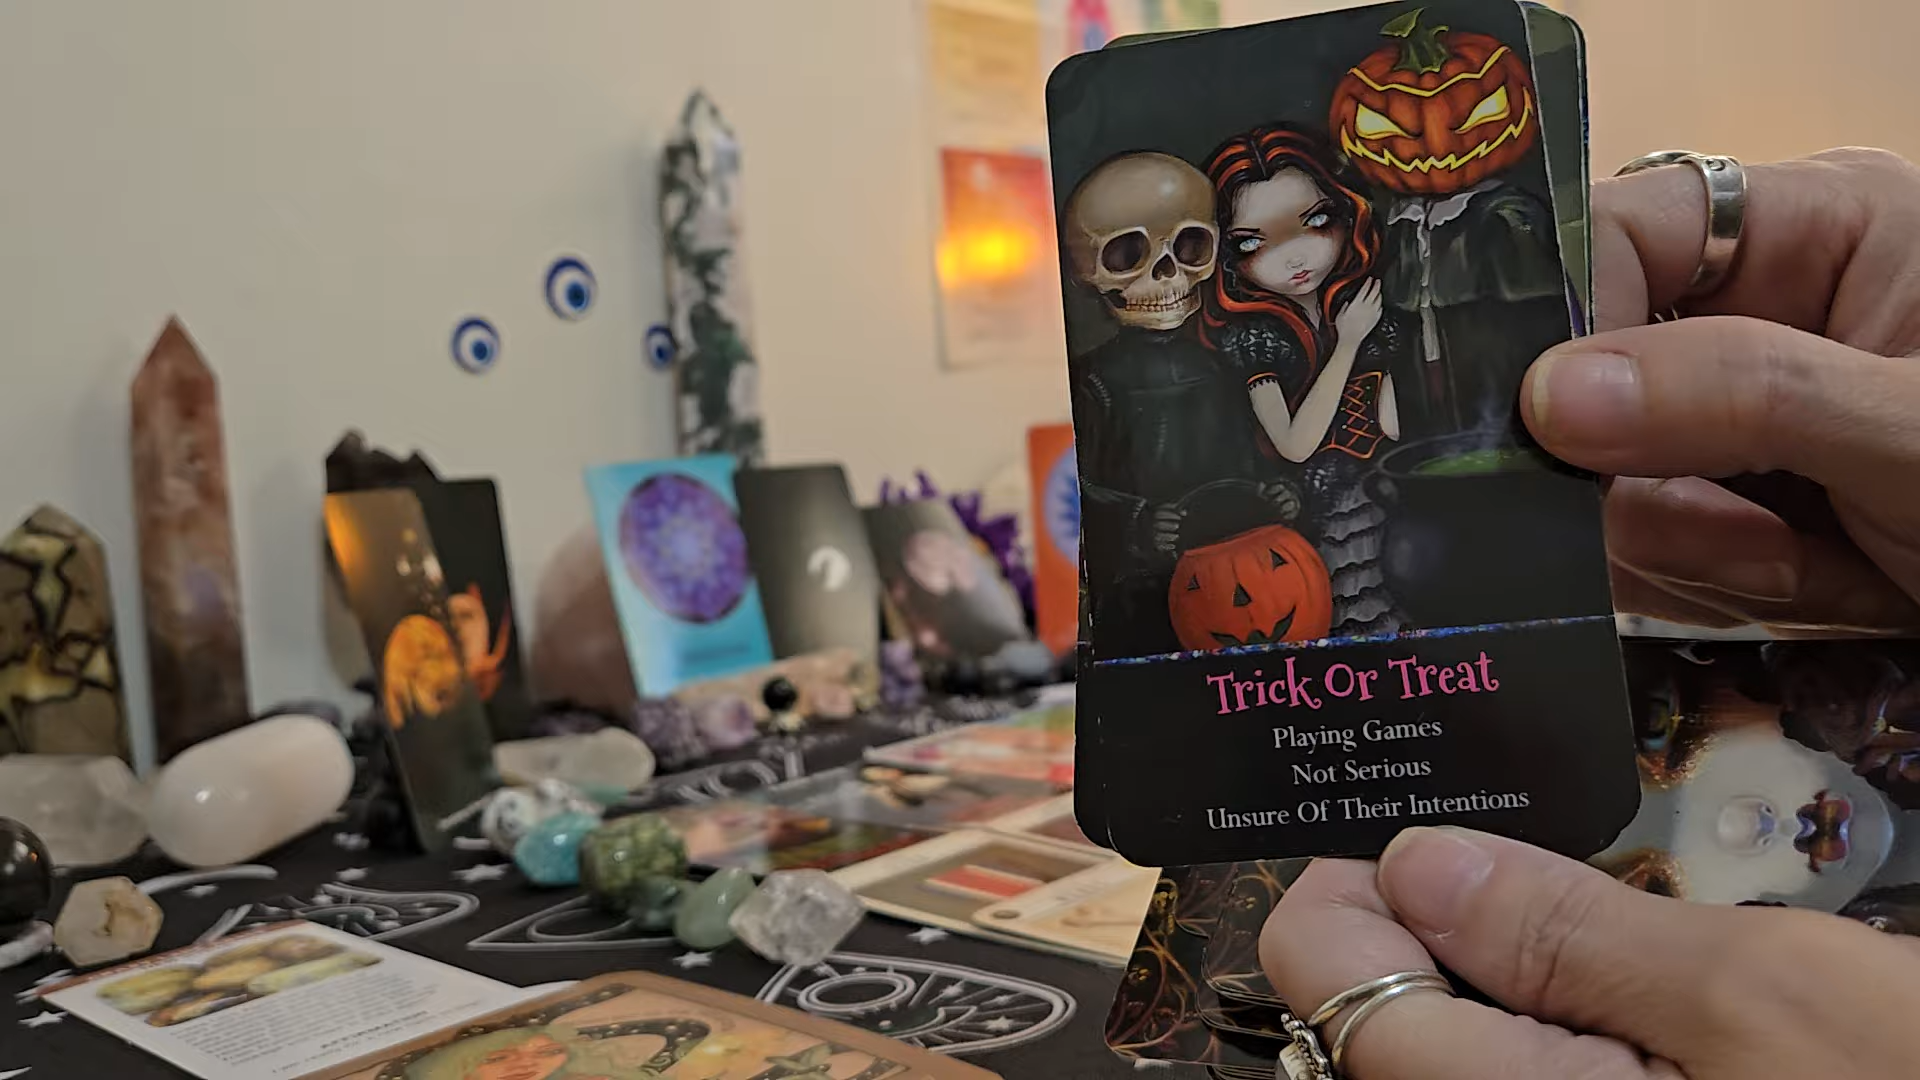 Trick Or Treat
Playing Games
Not Serious
Unsure Of Their Intentions